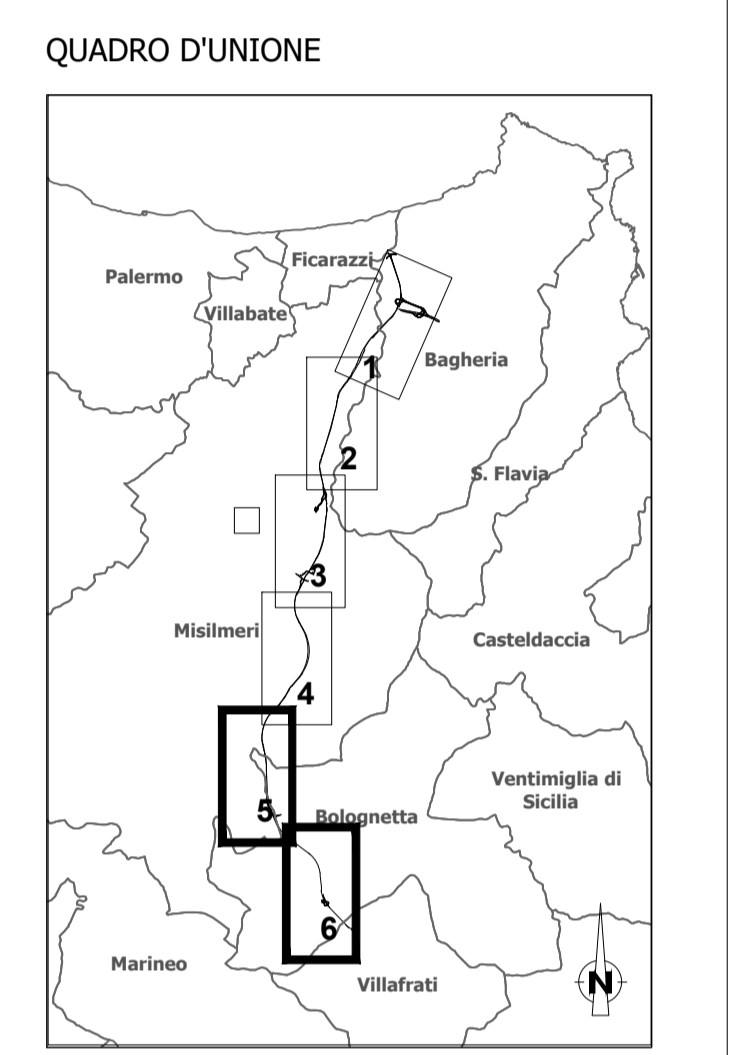 QUADRO D'UNIONE
Ficarazzi
Palermo
Villabate
Bagheria
1
2
S. Flavia
3
Misilmeri
Casteldaccia
4
Ventimiglia di
Sicilia
5
Bolognetta
6
Marineo
Villafrati
N